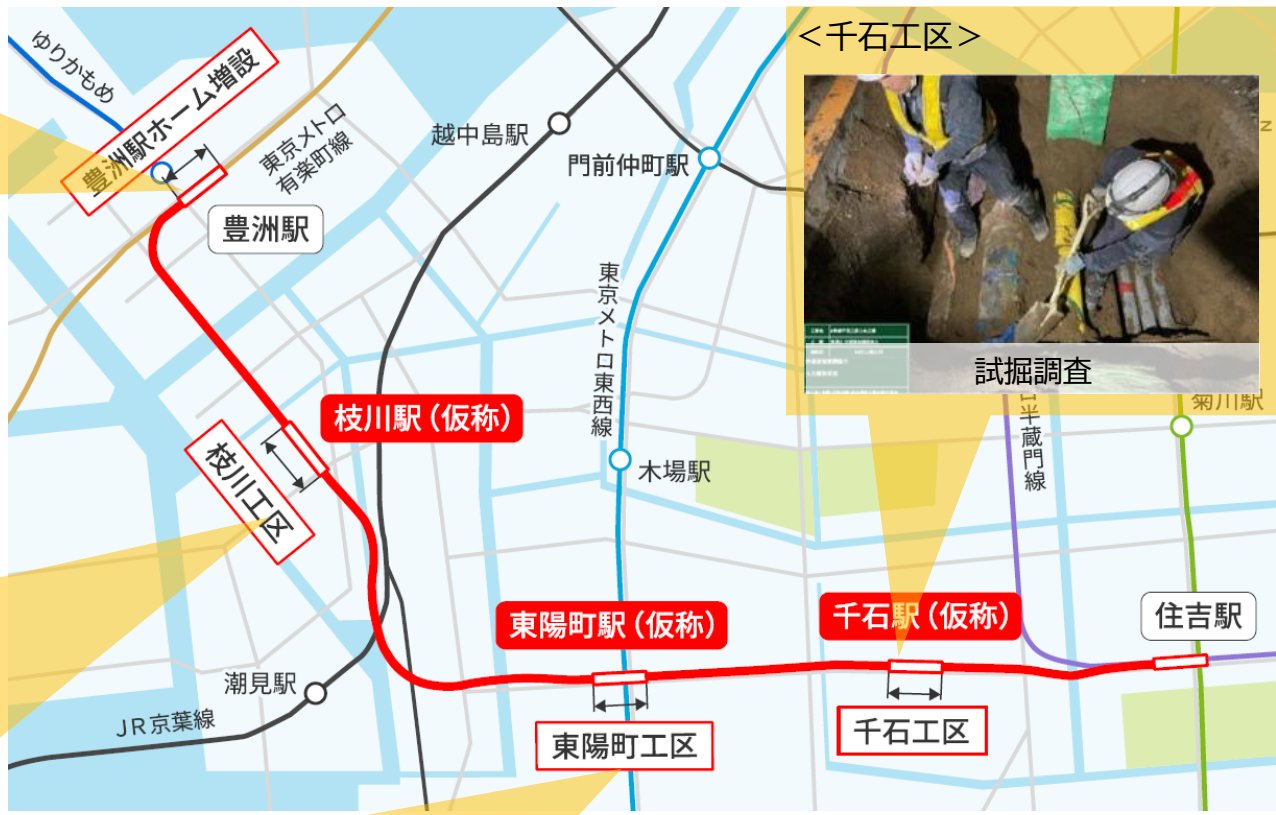 <千石工区>
試掘調査
ゆりかもめ
豊洲駅ホーム増設
東京メトロ
有楽町線
豊洲駅
越中島駅
門前仲町駅
東京メトロ東西線
半蔵門線
菊川駅
枝川駅(仮称)
枝川工区
木場駅
東陽町駅(仮称)
千石駅(仮称)
住吉駅
潮見駅
JR京葉線
東陽町工区
千石工区